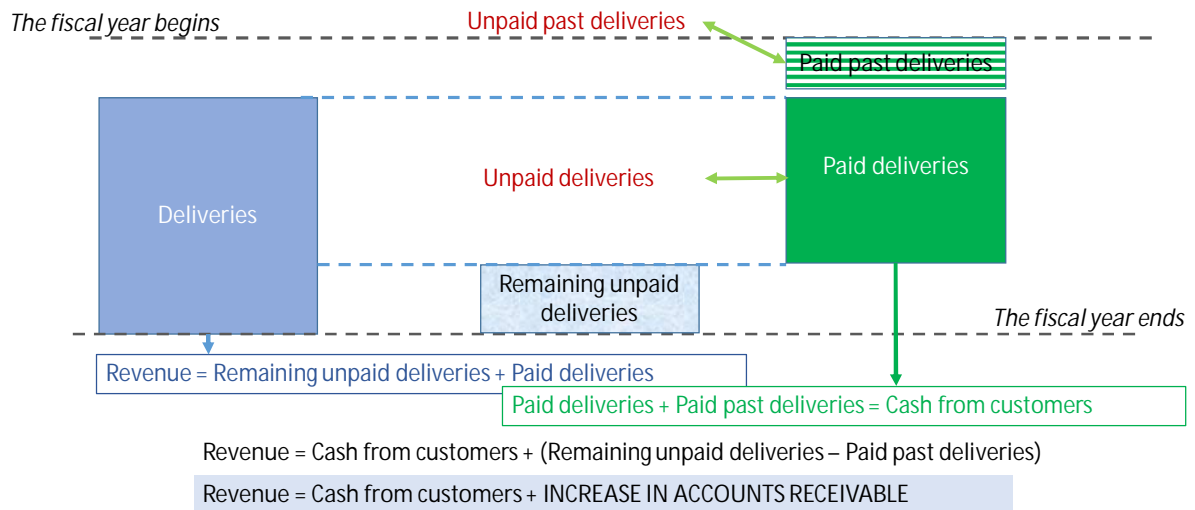 The fiscal year begins
Unpaid past deliveries
Paid past deliveries
Unpaid deliveries
Paid deliveries
Deliveries
Remaining unpaid
deliveries
The fiscal year ends
Revenue = Remaining unpaid deliveries + Paid deliveries
Paid deliveries + Paid past deliveries = Cash from customers
Revenue = Cash from customers + (Remaining unpaid deliveries – Paid past deliveries)
Revenue = Cash from customers + INCREASE IN ACCOUNTS RECEIVABLE